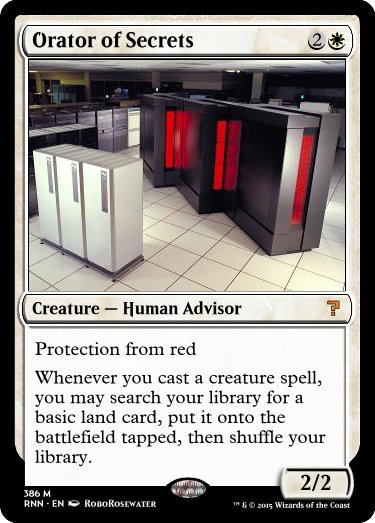 Orator of Secrets 2
Creature — Human Advisor ?
Protection from red
Whenever you cast a creature spell,
you may search your library for a
basic land card, put it onto the
battlefield tapped, then shuffle your
library.
2/2
386 M
RNN • EN RoboRosewater
™ & © 2015 Wizards of the Coast